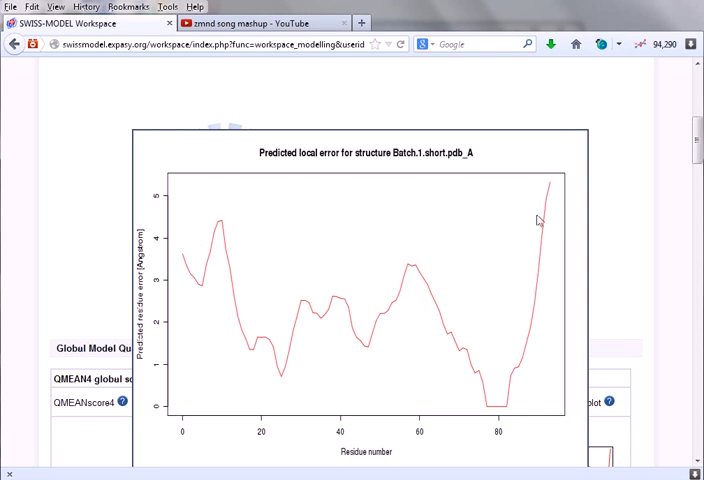 File Edit View History Bookmarks Tools Help
SWISS-MODEL Workspace × zmnd song mashup - YouTube × +
swissmodel.expasy.org/workspace/index.php?func=workspace_modelling&userid Google 94,290
Predicted local error for structure Batch.1.short.pdb_A
Predicted residue error [Angstrom]
5
4
3
2
1
0
0 20 40 60 80
Residue number
Global Model Qu
QMEAN4 global sc
QMEANscore4 ? plot ?